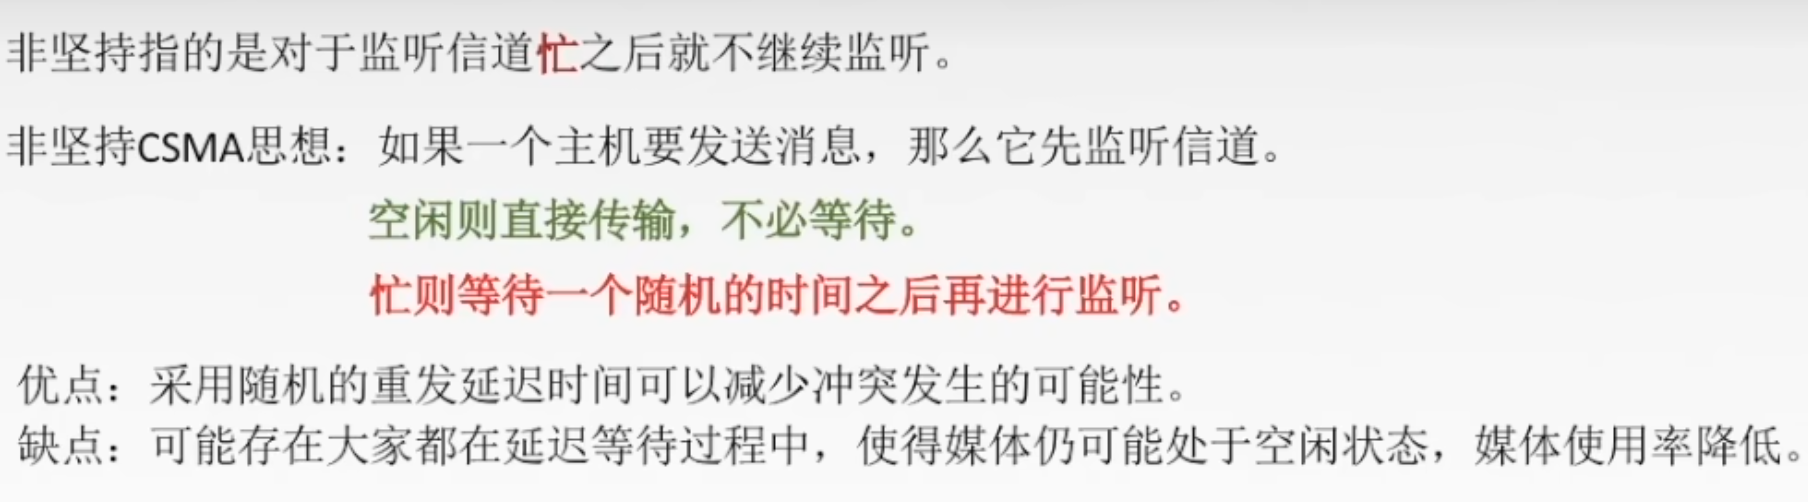 非坚持指的是对于监听信道忙之后就不继续监听。
非坚持CSMA思想：如果一个主机要发送消息，那么它先监听信道。
空闲则直接传输，不必等待。
忙则等待一个随机的时间之后再进行监听。
优点：采用随机的重发延迟时间可以减少冲突发生的可能性。
缺点：可能存在大家都在延迟等待过程中，使得媒体仍可能处于空闲状态，媒体使用率降低。